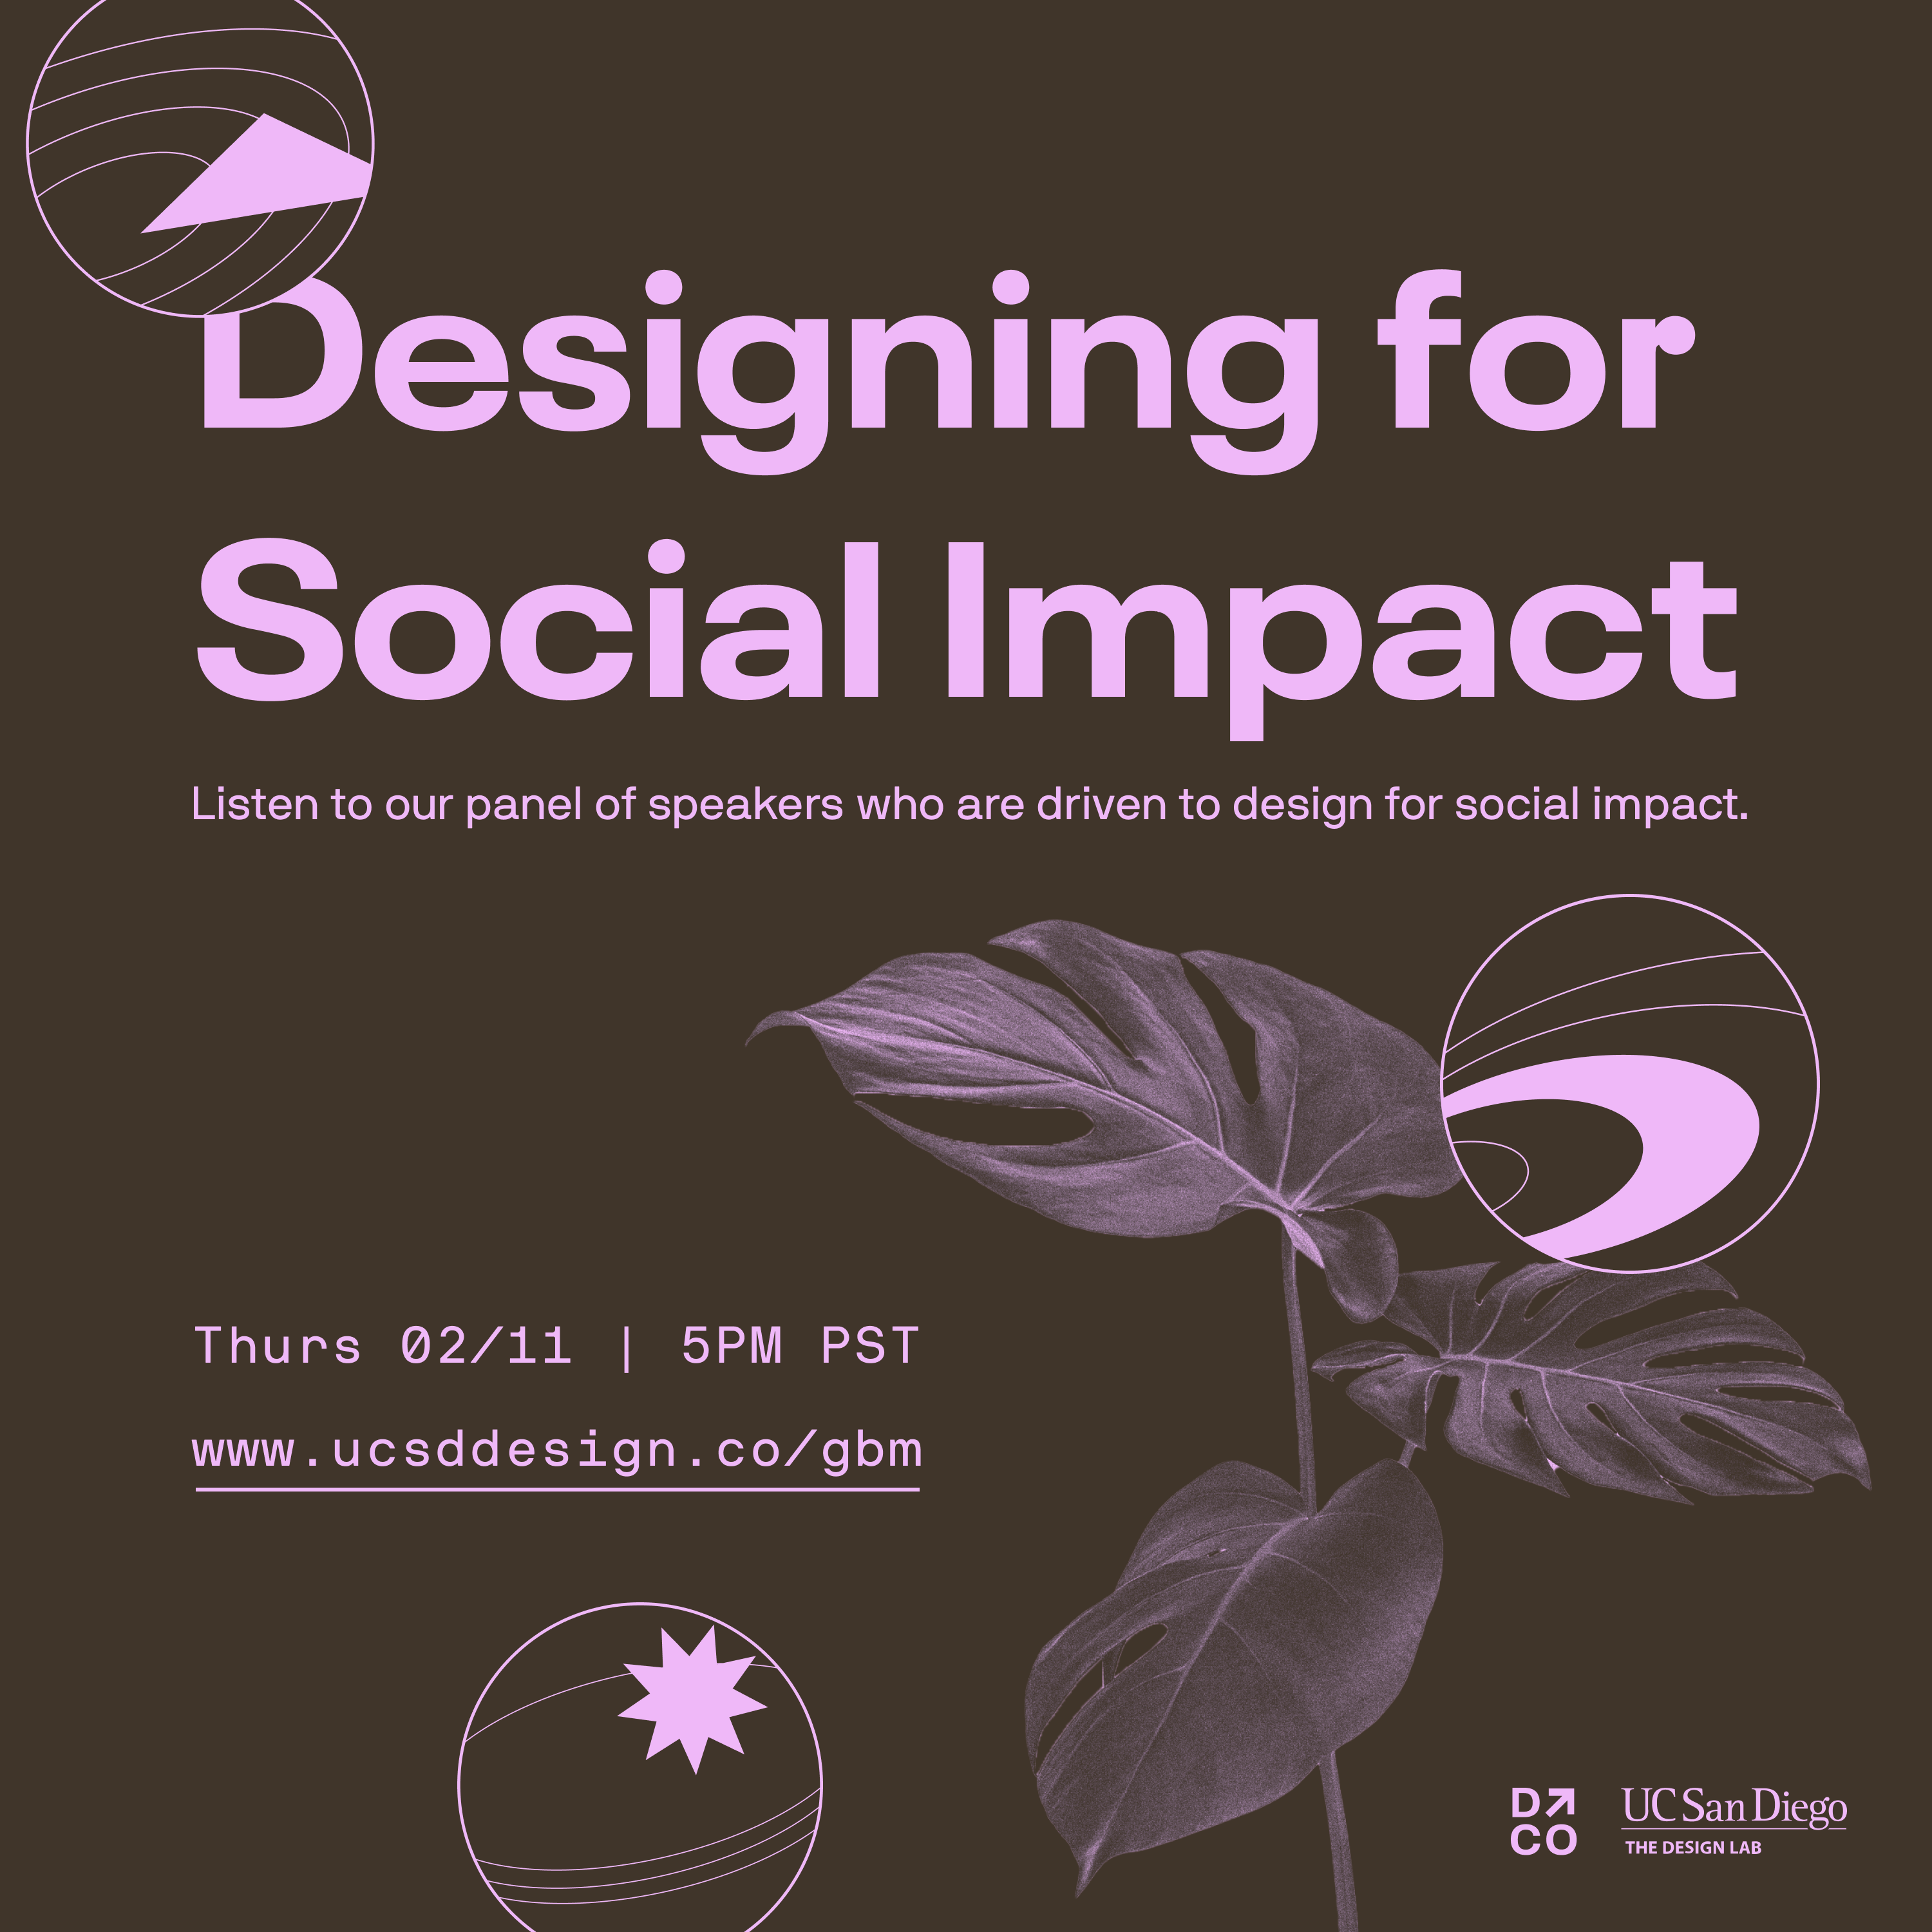 Designing for
Social Impact
Listen to our panel of speakers who are driven to design for social impact.
Thurs 02/11 | 5PM PST
www.ucsddesign.co/gbm
D↗
CO
UC San Diego
THE DESIGN LAB